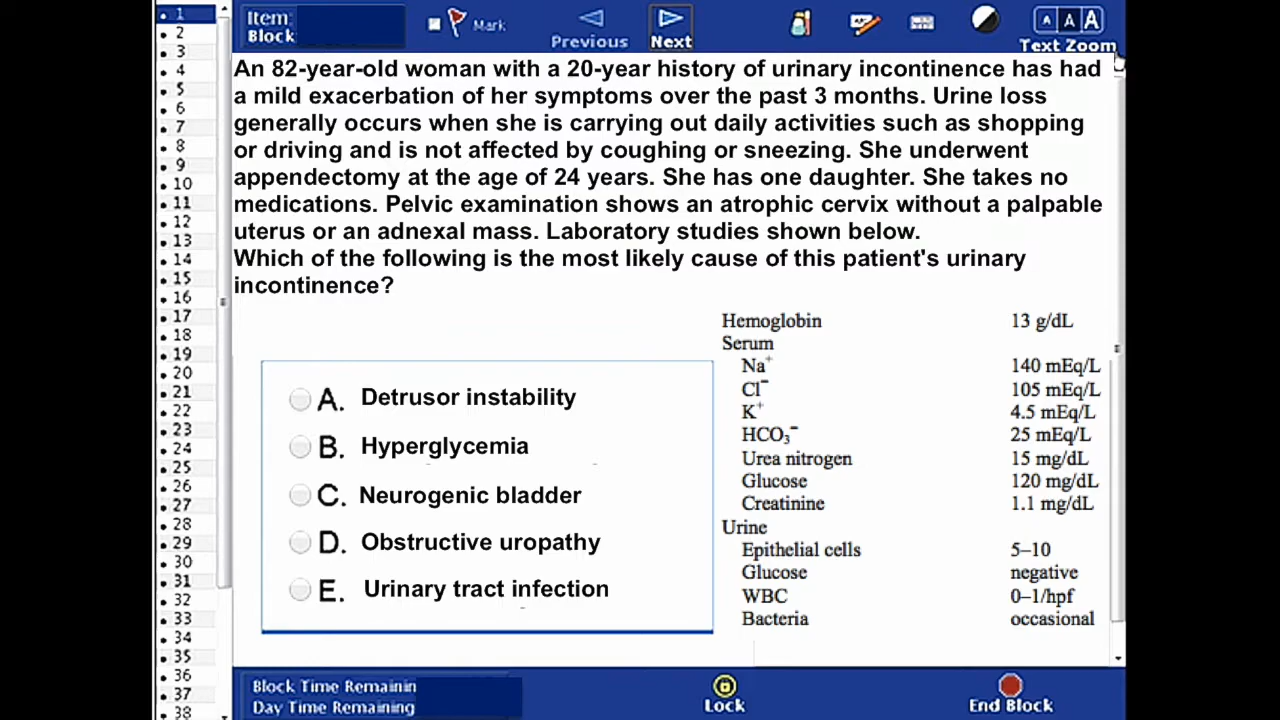 Item:
Block:
Mark
Previous
Next
A A A
Text Zoom
1
2
3
4
5
6
7
8
9
10
11
12
13
14
15
16
17
18
19
20
21
22
23
24
25
26
27
28
29
30
31
32
33
34
35
36
37
38
An 82-year-old woman with a 20-year history of urinary incontinence has had
a mild exacerbation of her symptoms over the past 3 months. Urine loss
generally occurs when she is carrying out daily activities such as shopping
or driving and is not affected by coughing or sneezing. She underwent
appendectomy at the age of 24 years. She has one daughter. She takes no
medications. Pelvic examination shows an atrophic cervix without a palpable
uterus or an adnexal mass. Laboratory studies shown below.
Which of the following is the most likely cause of this patient's urinary
incontinence?
A. Detrusor instability
B. Hyperglycemia
C. Neurogenic bladder
D. Obstructive uropathy
E. Urinary tract infection
Hemoglobin 13 g/dL
Serum
Na⁺ 140 mEq/L
Cl⁻ 105 mEq/L
K⁺ 4.5 mEq/L
HCO₃⁻ 25 mEq/L
Urea nitrogen 15 mg/dL
Glucose 120 mg/dL
Creatinine 1.1 mg/dL
Urine
Epithelial cells 5–10
Glucose negative
WBC 0–1/hpf
Bacteria occasional
Block Time Remainin
Day Time Remaining
Lock
End Block